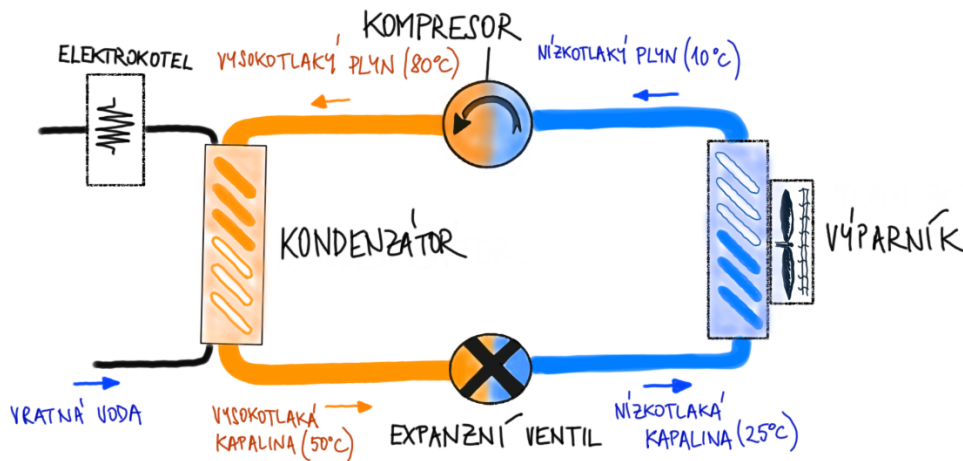 KOMPRESOR
ELEKTROKOTEL
VYSOKOTLAKÝ PLYN (80°C)
NÍZKOTLAKÝ PLYN (10°C)
KONDENZÁTOR
VÝPARNÍK
VRATNÁ VODA
VYSOKOTLAKÁ
KAPALINA (50°C)
EXPANZNÍ VENTIL
NÍZKOTLAKÁ
KAPALINA (25°C)